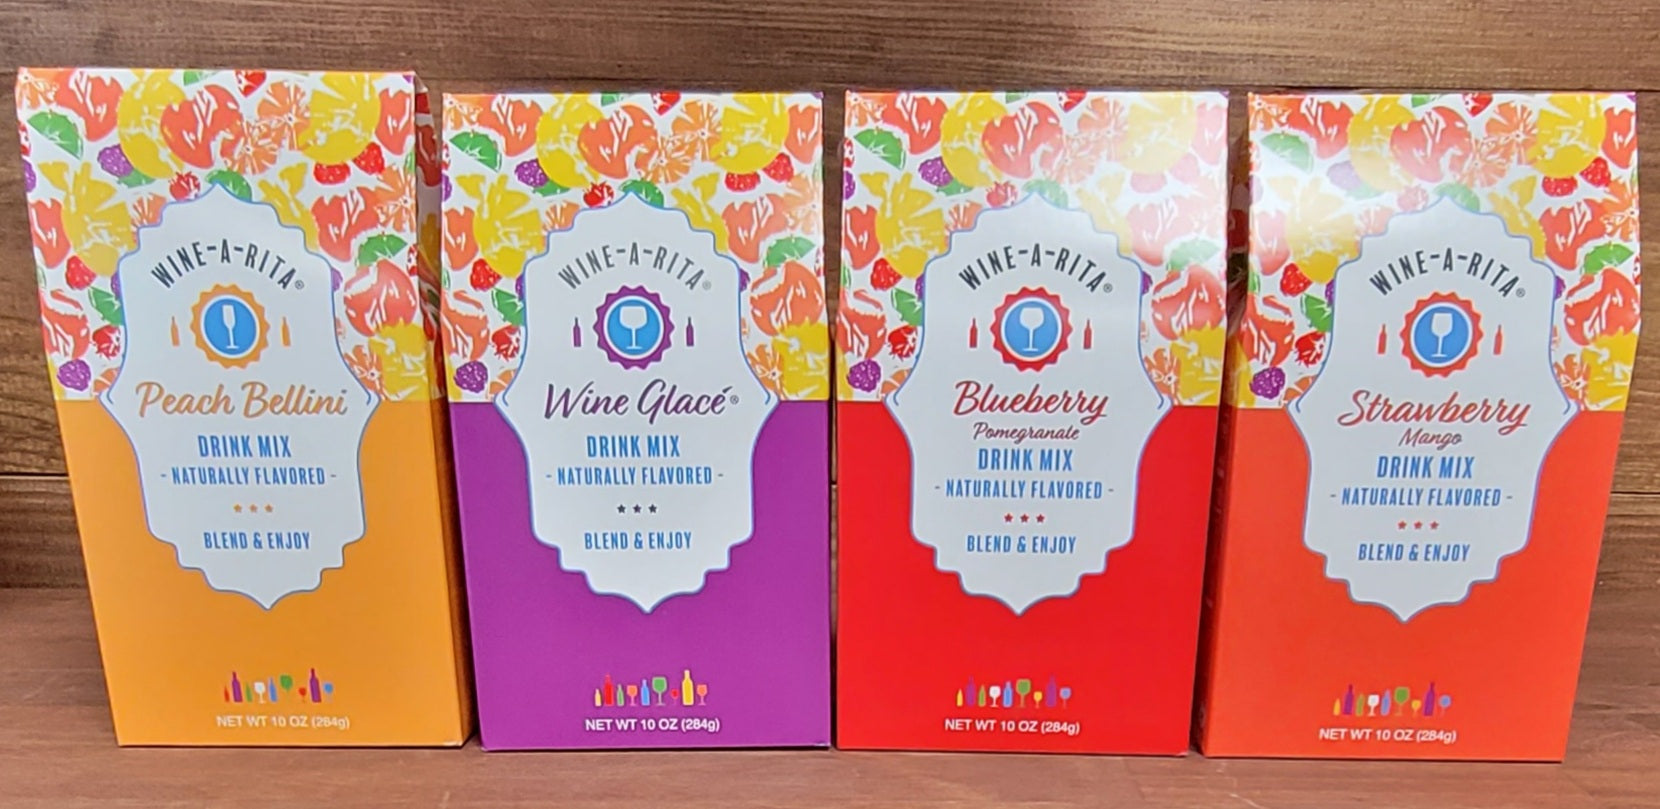 WINE-A-RITA®
Peach Bellini
DRINK MIX
- NATURALLY FLAVORED -
BLEND & ENJOY
NET WT 10 OZ (284g)
WINE-A-RITA®
Wine Glacé®
DRINK MIX
- NATURALLY FLAVORED -
BLEND & ENJOY
NET WT 10 OZ (284g)
WINE-A-RITA®
Blueberry
Pomegranate
DRINK MIX
- NATURALLY FLAVORED -
BLEND & ENJOY
NET WT 10 OZ (284g)
WINE-A-RITA®
Strawberry
Mango
DRINK MIX
- NATURALLY FLAVORED -
BLEND & ENJOY
NET WT 10 OZ (284g)